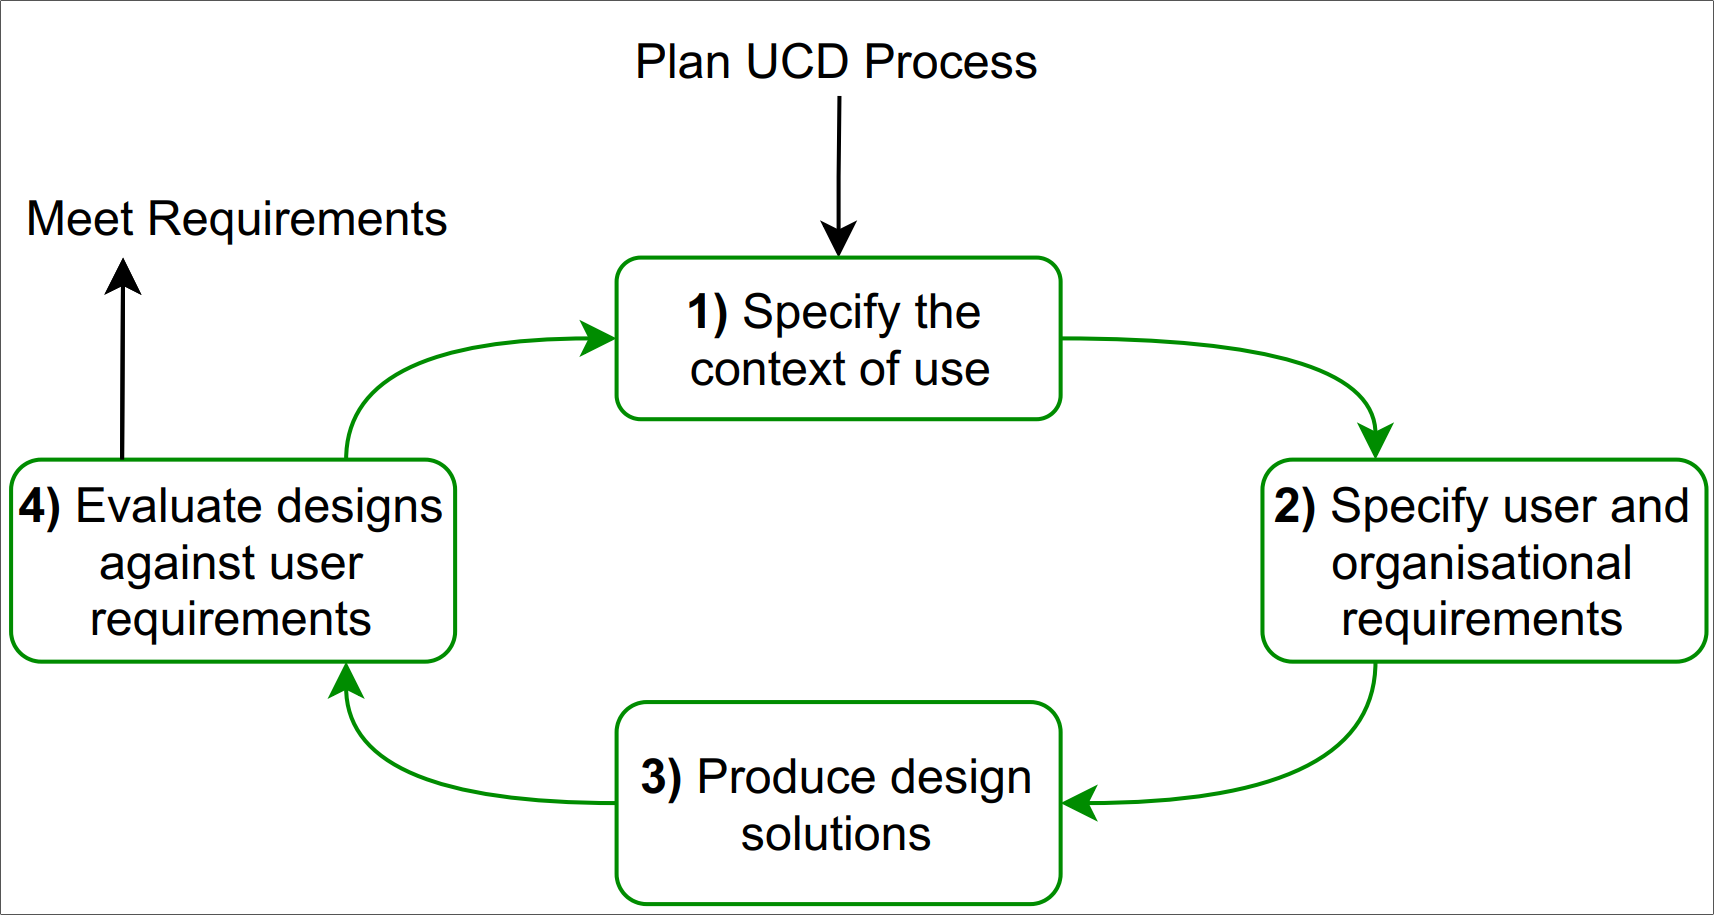 Plan UCD Process
Meet Requirements
1) Specify the
context of use
2) Specify user and
organisational
requirements
3) Produce design
solutions
4) Evaluate designs
against user
requirements